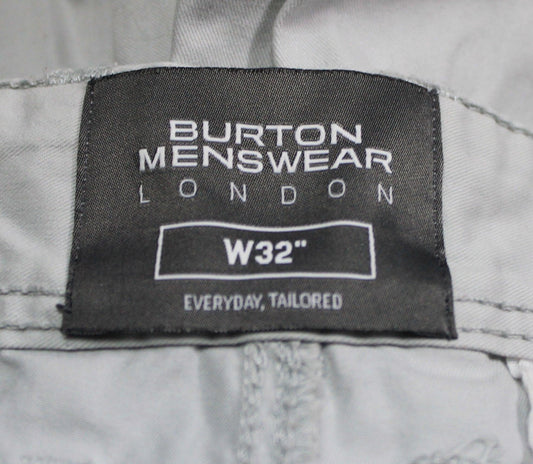 BURTON
MENSWEAR
LONDON
W32"
EVERYDAY, TAILORED